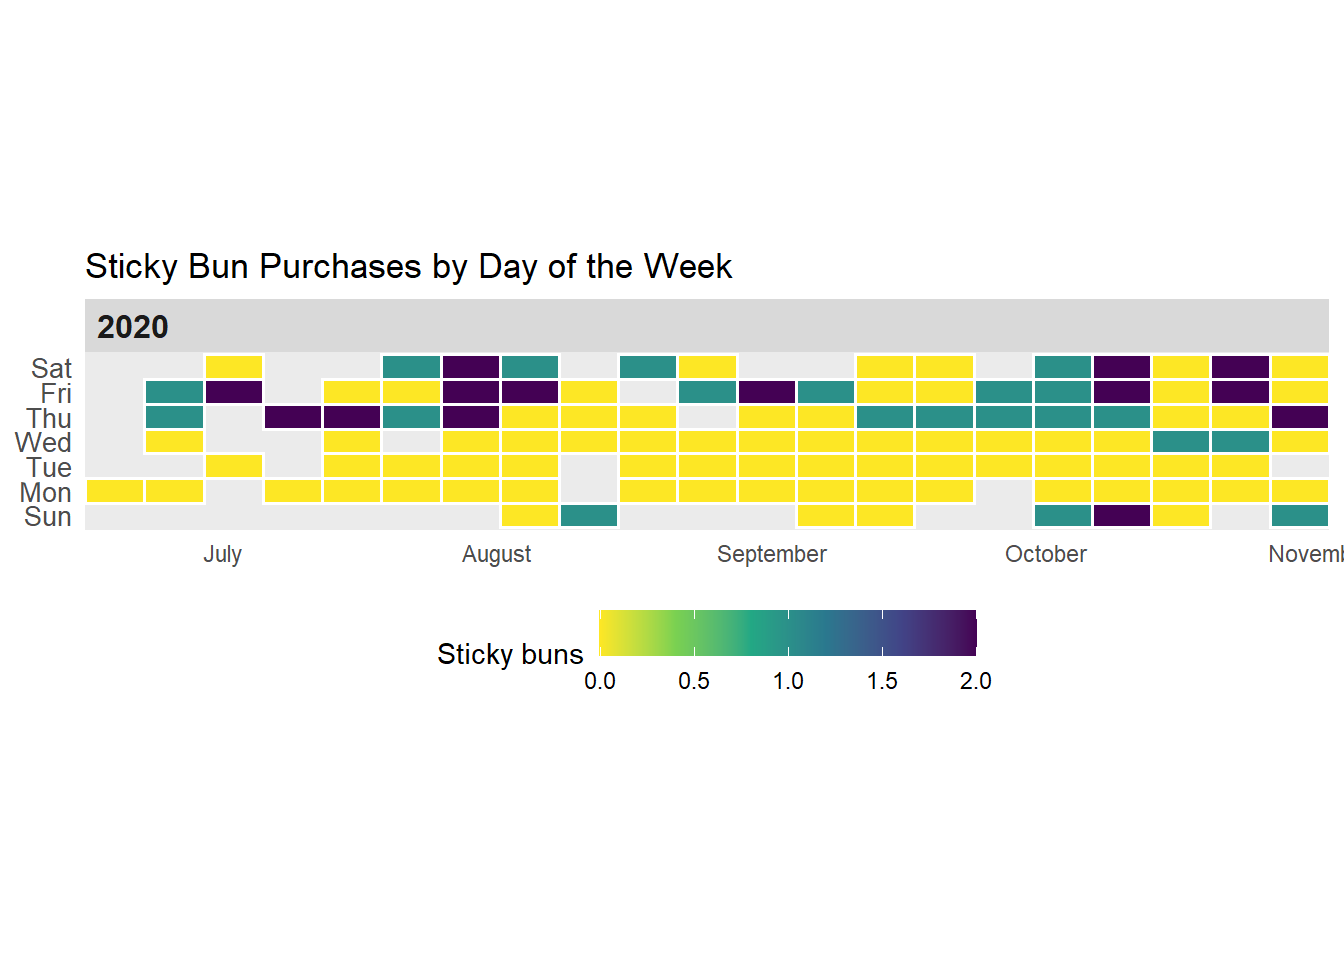 Sticky Bun Purchases by Day of the Week
2020
Sat
Fri
Thu
Wed
Tue
Mon
Sun
July August September October Novemb
Sticky buns
0.0 0.5 1.0 1.5 2.0